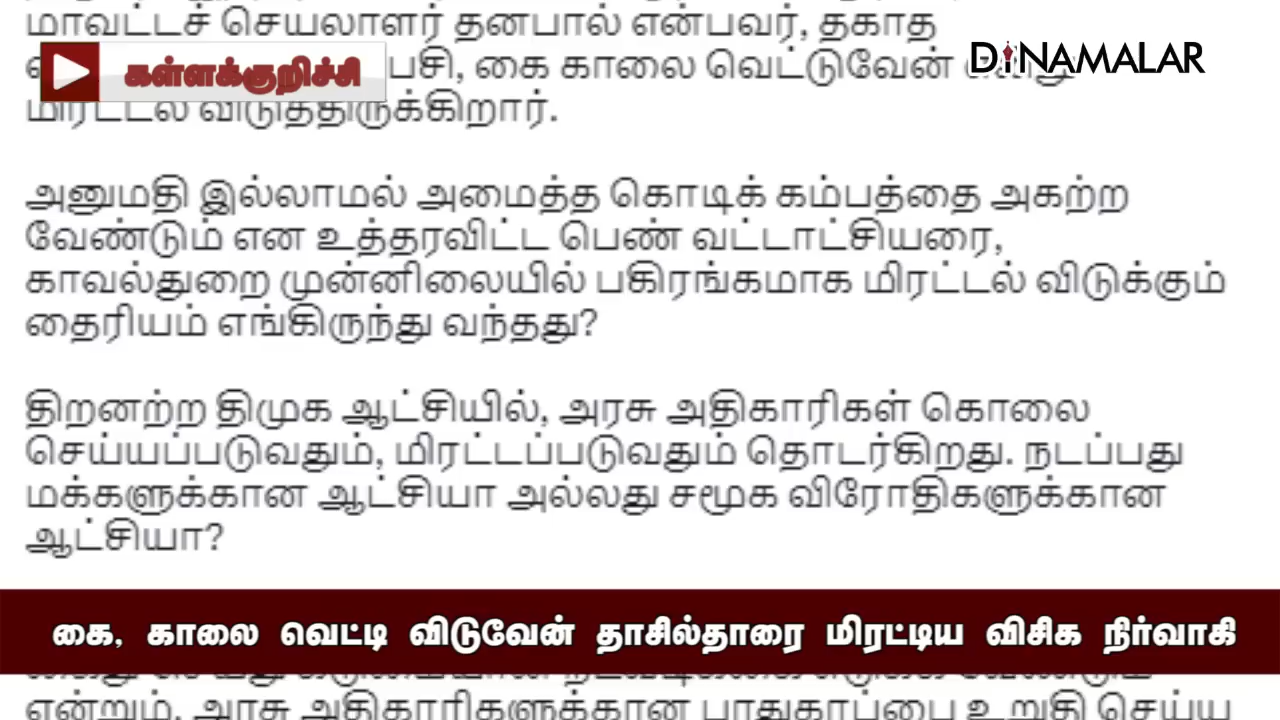 மாவட்டச் செயலாளர் தனபால் என்பவர், தகாத
DiNAMALAR
கள்ளக்குறிச்சி
பசி, கை காலை வெட்டுவேன்
மிரட்டல் விடுத்திருக்கிறார்.
அனுமதி இல்லாமல் அமைத்த கொடிக் கம்பத்தை அகற்ற
வேண்டும் என உத்தரவிட்ட பெண் வட்டாட்சியரை,
காவல்துறை முன்னிலையில் பகிரங்கமாக மிரட்டல் விடுக்கும்
தைரியம் எங்கிருந்து வந்தது?
திறனற்ற திமுக ஆட்சியில், அரசு அதிகாரிகள் கொலை
செய்யப்படுவதும், மிரட்டப்படுவதும் தொடர்கிறது. நடப்பது
மக்களுக்கான ஆட்சியா அல்லது சமூக விரோதிகளுக்கான
ஆட்சியா?
கை, காலை வெட்டி விடுவேன் தாசில்தாரை மிரட்டிய விசிக நிர்வாகி
என்றும், அரசு அதிகாரிகளுக்கான பாதுகாப்பை உறுதி செய்ய